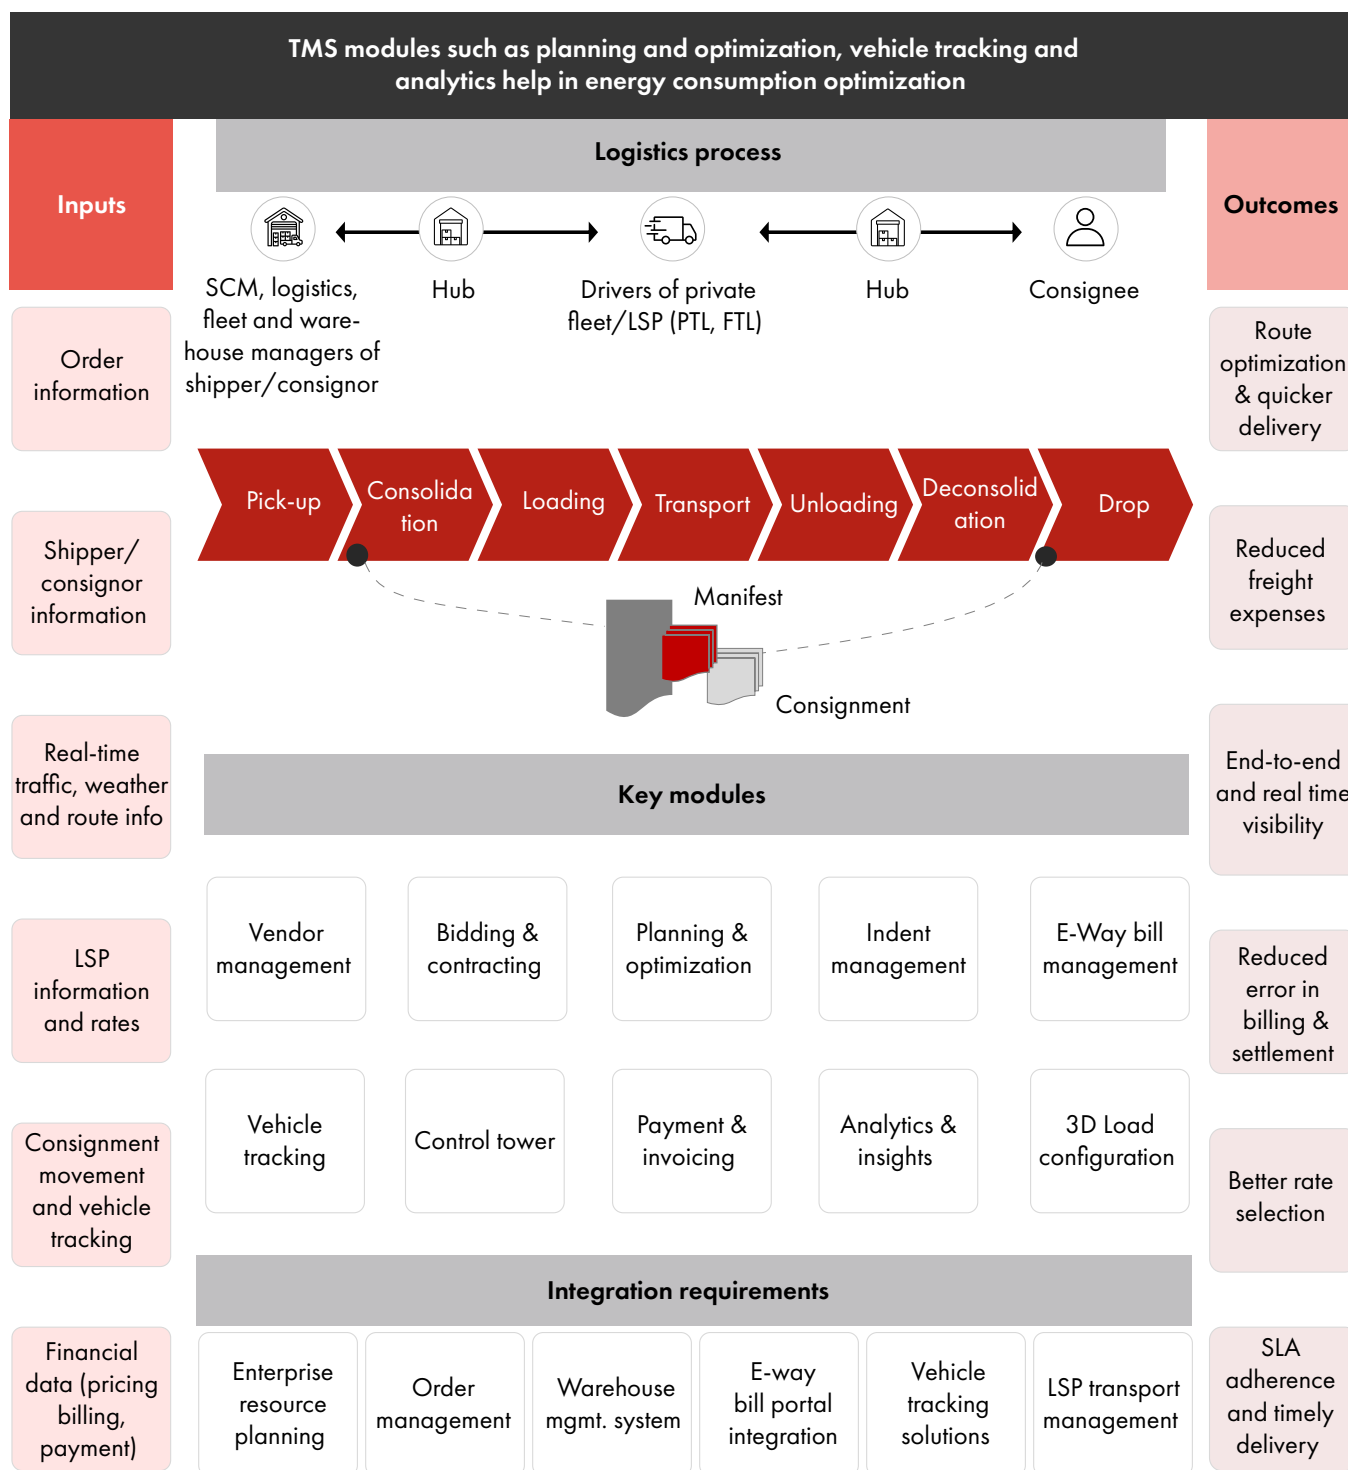 TMS modules such as planning and optimization, vehicle tracking and
analytics help in energy consumption optimization
Inputs
Order
information
Shipper/
consignor
information
Real-time
traffic, weather
and route info
LSP
information
and rates
Consignment
movement
and vehicle
tracking
Financial
data (pricing
billing,
payment)
Logistics process
SCM, logistics,
fleet and ware-
house managers of
shipper/consignor
Hub
Drivers of private
fleet/LSP (PTL, FTL)
Hub
Consignee
Pick-up
Consolida
tion
Loading
Transport
Unloading
Deconsolid
ation
Drop
Manifest
Consignment
Key modules
Vendor
management
Bidding &
contracting
Planning &
optimization
Indent
management
E-Way bill
management
Vehicle
tracking
Control tower
Payment &
invoicing
Analytics &
insights
3D Load
configuration
Integration requirements
Enterprise
resource
planning
Order
management
Warehouse
mgmt. system
E-way
bill portal
integration
Vehicle
tracking
solutions
LSP transport
management
Outcomes
Route
optimization
& quicker
delivery
Reduced
freight
expenses
End-to-end
and real time
visibility
Reduced
error in
billing &
settlement
Better rate
selection
SLA
adherence
and timely
delivery